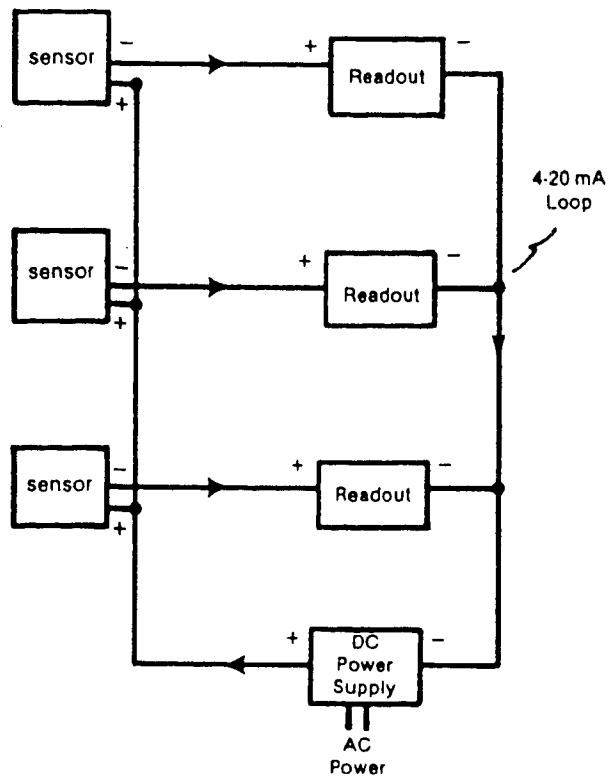 sensor
−
+
+
Readout
−
4-20 mA
Loop
sensor
−
+
+
Readout
−
sensor
−
+
+
Readout
−
+
DC
Power
Supply
−
AC
Power